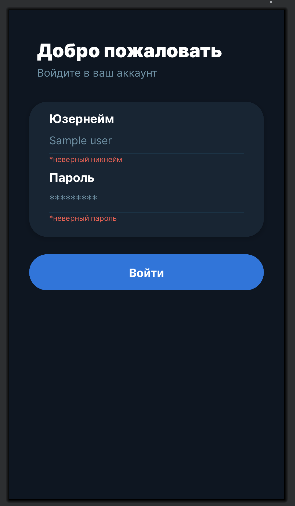 Добро пожаловать
Войдите в ваш аккаунт
Юзернейм
Sample user
*неверный никнейм
Пароль
*********
*неверный пароль
Войти